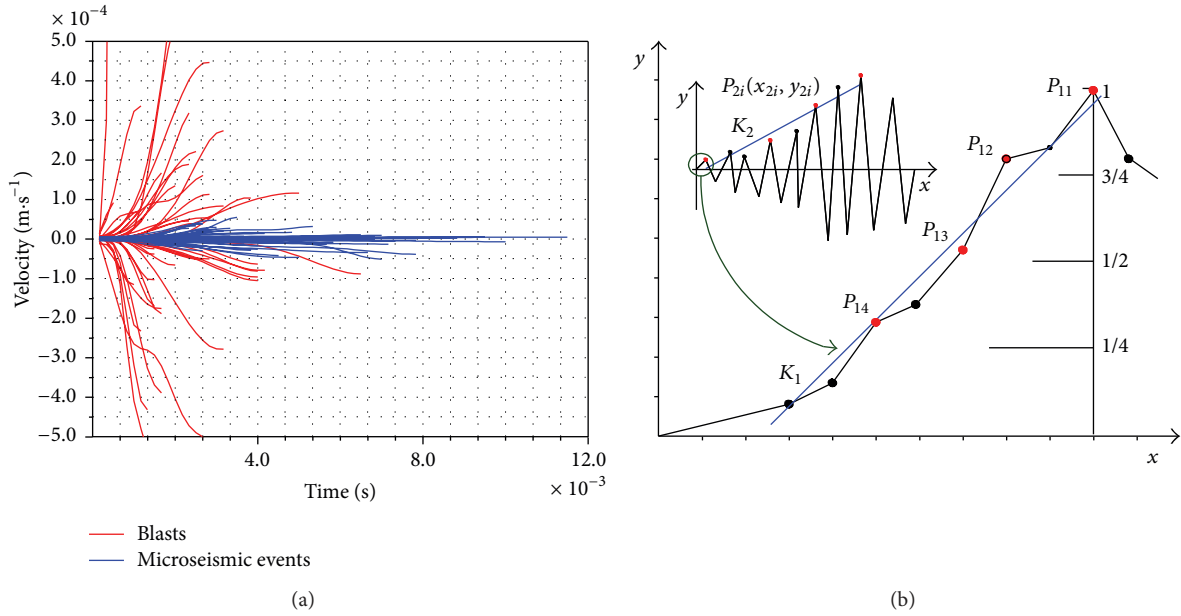 × 10⁻⁴
5.0
4.0
3.0
2.0
1.0
0.0
−1.0
−2.0
−3.0
−4.0
−5.0
Velocity (m·s⁻¹)
4.0
8.0
12.0
Time (s)
× 10⁻³
Blasts
Microseismic events
(a)
y
y
P₂ᵢ(x₂ᵢ, y₂ᵢ)
K₂
x
P₁₁
1
P₁₂
3/4
P₁₃
1/2
P₁₄
1/4
K₁
x
(b)